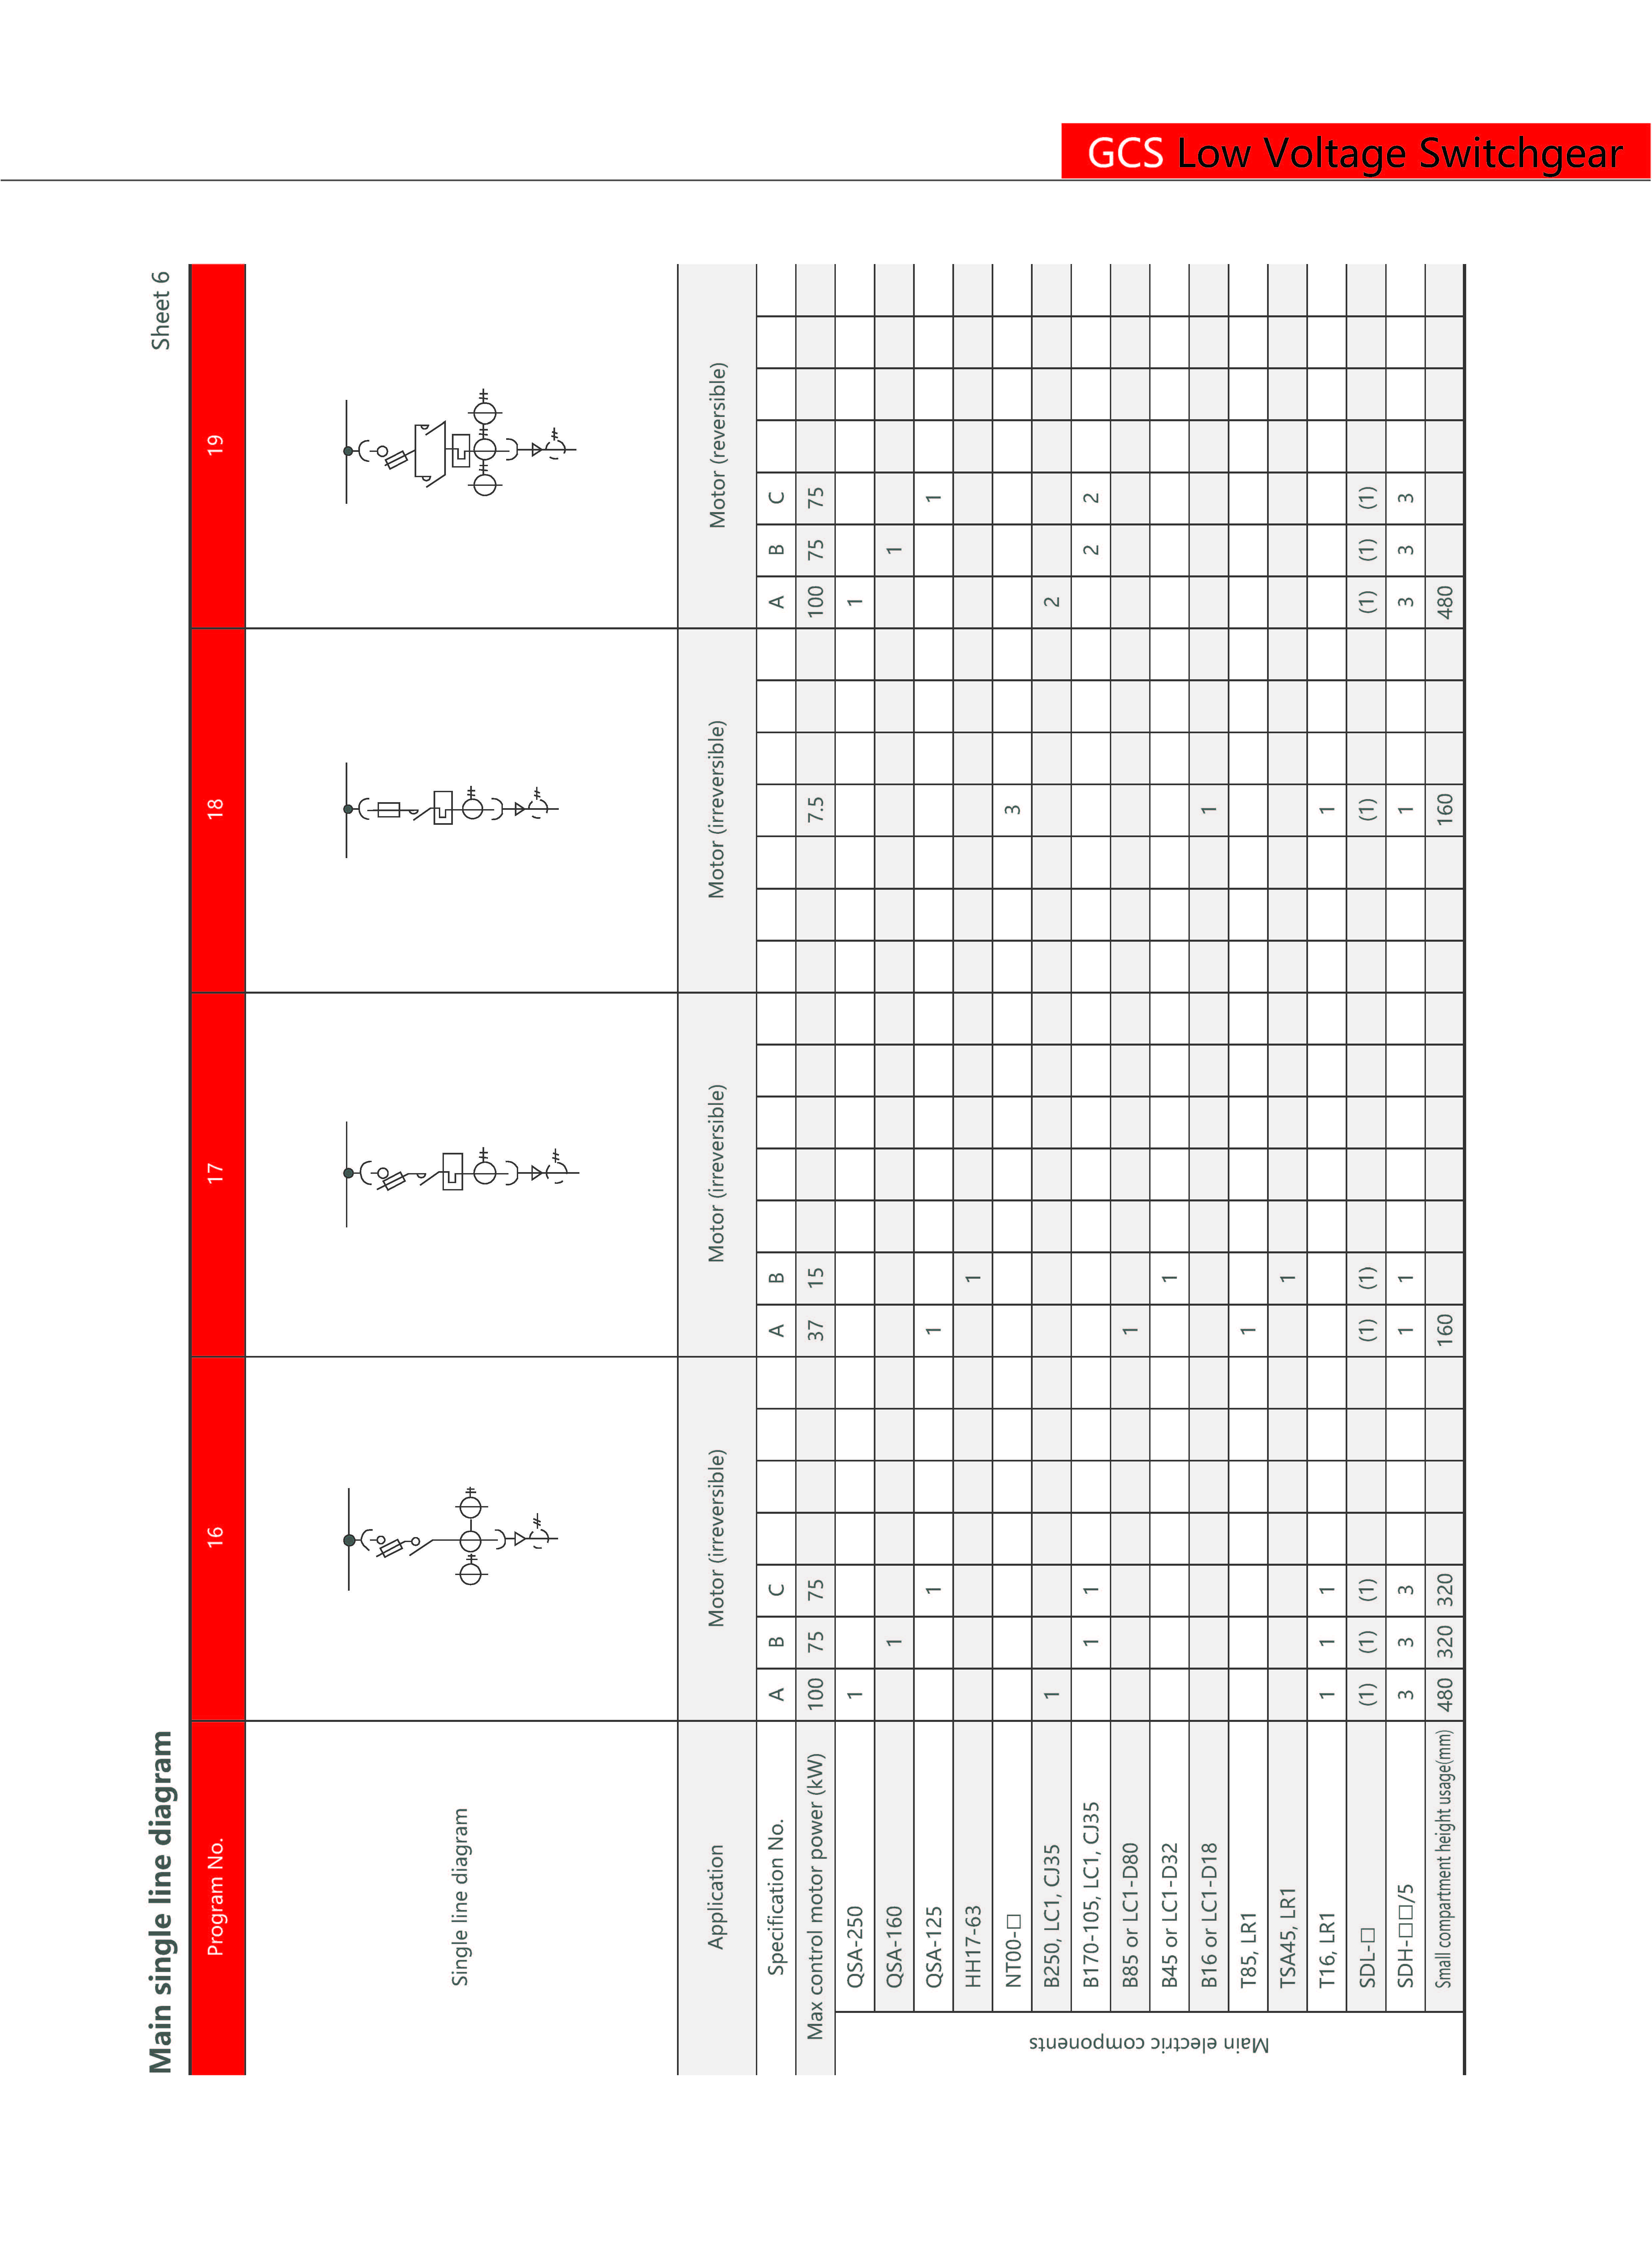 GCS Low Voltage Switchgear
Main single line diagram
Sheet 6
Program No. 16 17 18 19
Single line diagram
Application Motor (irreversible) Motor (irreversible) Motor (irreversible) Motor (reversible)
Specification No. A B C A B A B C
Max control motor power (kW) 100 75 75 37 15 7.5 100 75 75
Main electric components
QSA-250 1 1
QSA-160 1 1
QSA-125 1 1 1
HH17-63 1
NT00-□ 3
B250, LC1, CJ35 1 2
B170-105, LC1, CJ35 1 1 2 2
B85 or LC1-D80 1
B45 or LC1-D32 1
B16 or LC1-D18 1
T85, LR1 1
TSA45, LR1 1
T16, LR1 1 1 1 1
SDL-□ (1) (1) (1) (1) (1) (1) (1) (1) (1)
SDH-□□/5 3 3 3 1 1 1 3 3 3
Small compartment height usage(mm) 480 320 320 160 160 480